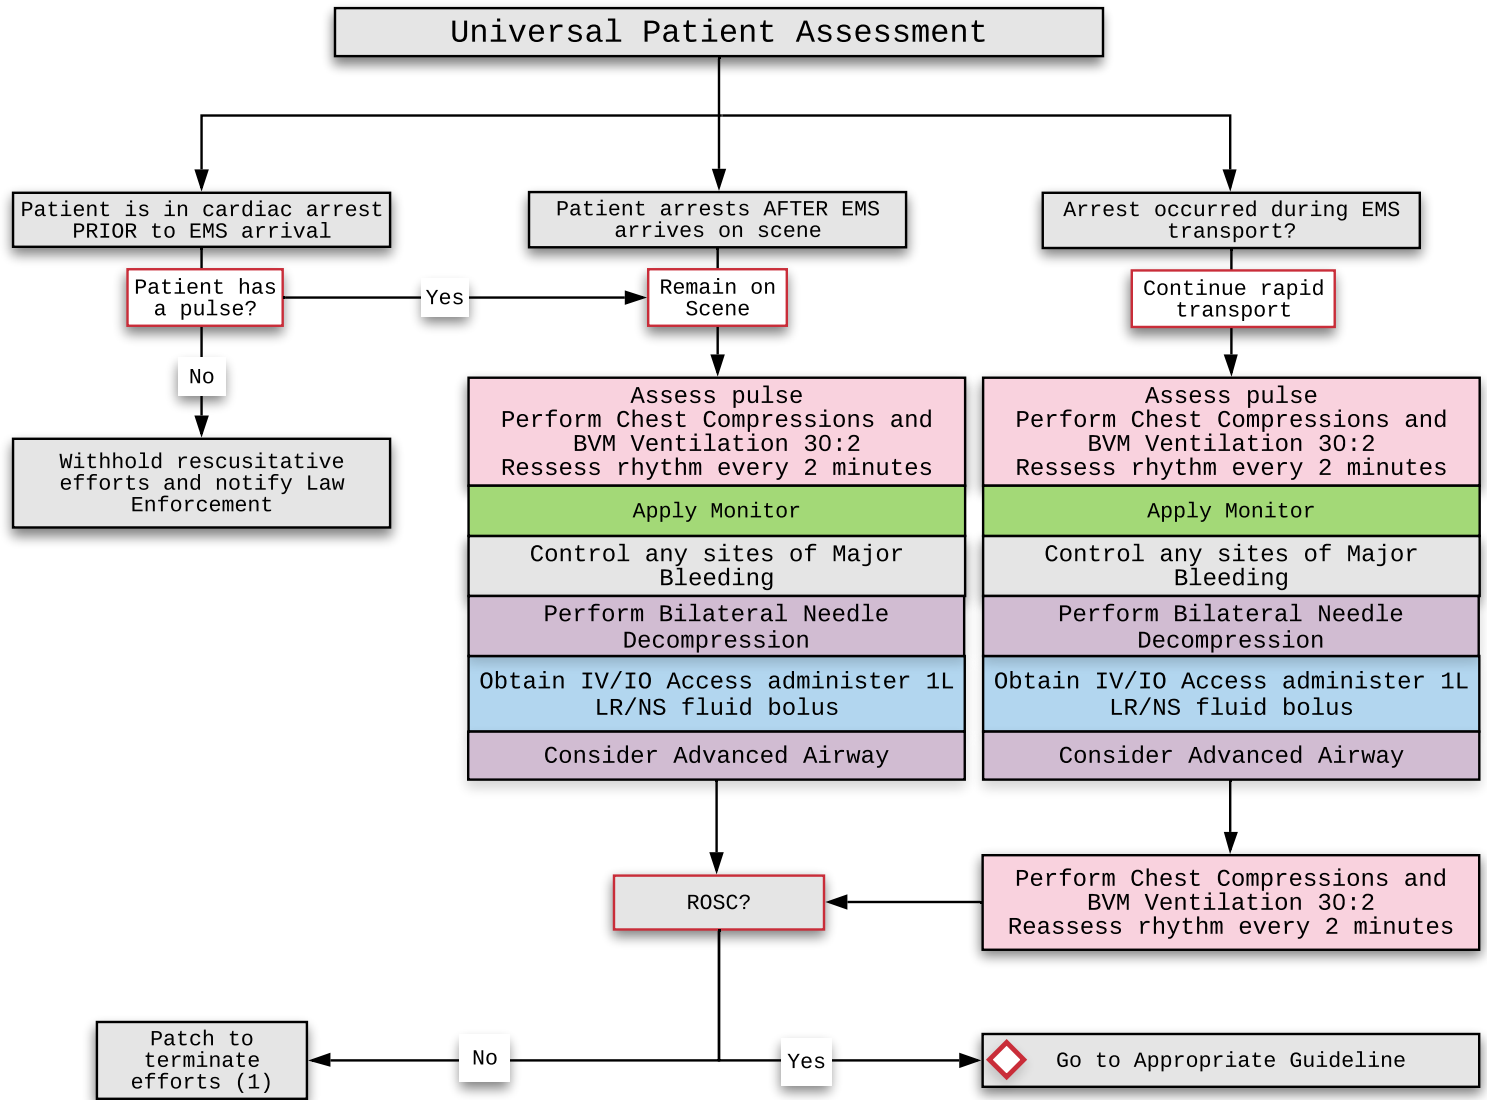 Universal Patient Assessment
Patient is in cardiac arrest
PRIOR to EMS arrival
Patient has
a pulse?
Yes
No
Withhold rescusitative
efforts and notify Law
Enforcement
Patient arrests AFTER EMS
arrives on scene
Remain on
Scene
Assess pulse
Perform Chest Compressions and
BVM Ventilation 30:2
Ressess rhythm every 2 minutes
Apply Monitor
Control any sites of Major
Bleeding
Perform Bilateral Needle
Decompression
Obtain IV/IO Access administer 1L
LR/NS fluid bolus
Consider Advanced Airway
Arrest occurred during EMS
transport?
Continue rapid
transport
Assess pulse
Perform Chest Compressions and
BVM Ventilation 30:2
Ressess rhythm every 2 minutes
Apply Monitor
Control any sites of Major
Bleeding
Perform Bilateral Needle
Decompression
Obtain IV/IO Access administer 1L
LR/NS fluid bolus
Consider Advanced Airway
Perform Chest Compressions and
BVM Ventilation 30:2
Reassess rhythm every 2 minutes
ROSC?
No
Patch to
terminate
efforts (1)
Yes
Go to Appropriate Guideline